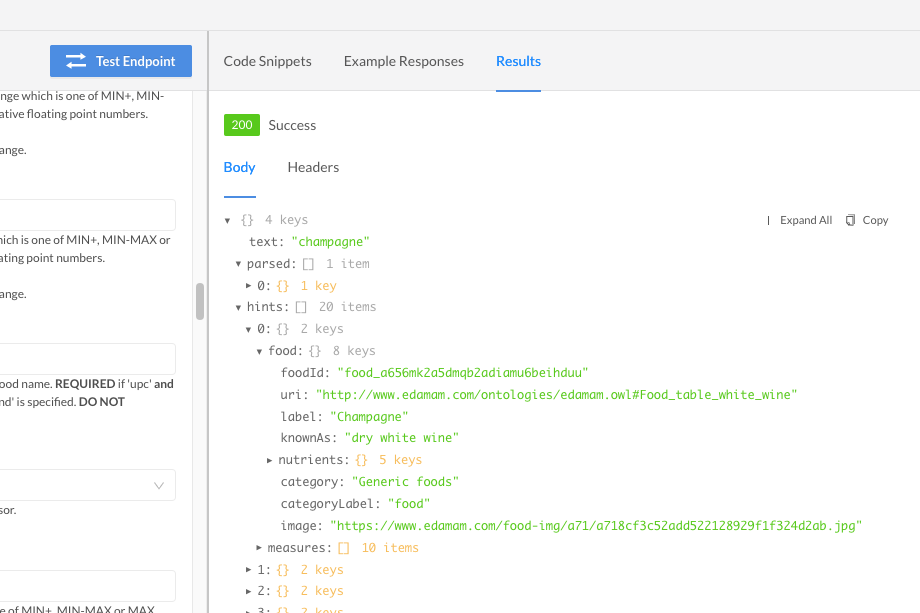 Test Endpoint
Code Snippets Example Responses Results
nge which is one of MIN+, MIN-
ative floating point numbers.
ange.
hich is one of MIN+, MIN-MAX or
ating point numbers.
ange.
ood name. REQUIRED if 'upc' and
nd' is specified. DO NOT
sor.
e of MIN+, MIN-MAX or MAX
200 Success
Body Headers
{} 4 keys
Expand All Copy
text: "champagne"
parsed: [] 1 item
0: {} 1 key
hints: [] 20 items
0: {} 2 keys
food: {} 8 keys
foodId: "food_a656mk2a5dmqb2adiamu6beihduu"
uri: "http://www.edamam.com/ontologies/edamam.owl#Food_table_white_wine"
label: "Champagne"
knownAs: "dry white wine"
nutrients: {} 5 keys
category: "Generic foods"
categoryLabel: "food"
image: "https://www.edamam.com/food-img/a71/a718cf3c52add522128929f1f324d2ab.jpg"
measures: [] 10 items
1: {} 2 keys
2: {} 2 keys
3: {} 2 keys